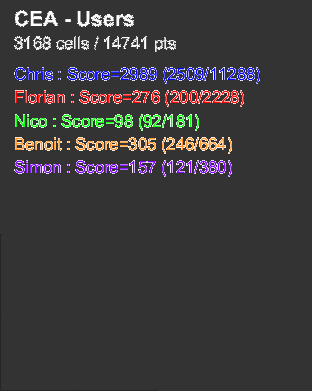 CEA - Users
3168 cells / 14741 pts
Chris : Score=2989 (2509/11288)
Florian : Score=276 (200/2228)
Nico : Score=98 (92/181)
Benoit : Score=305 (246/664)
Simon : Score=157 (121/380)